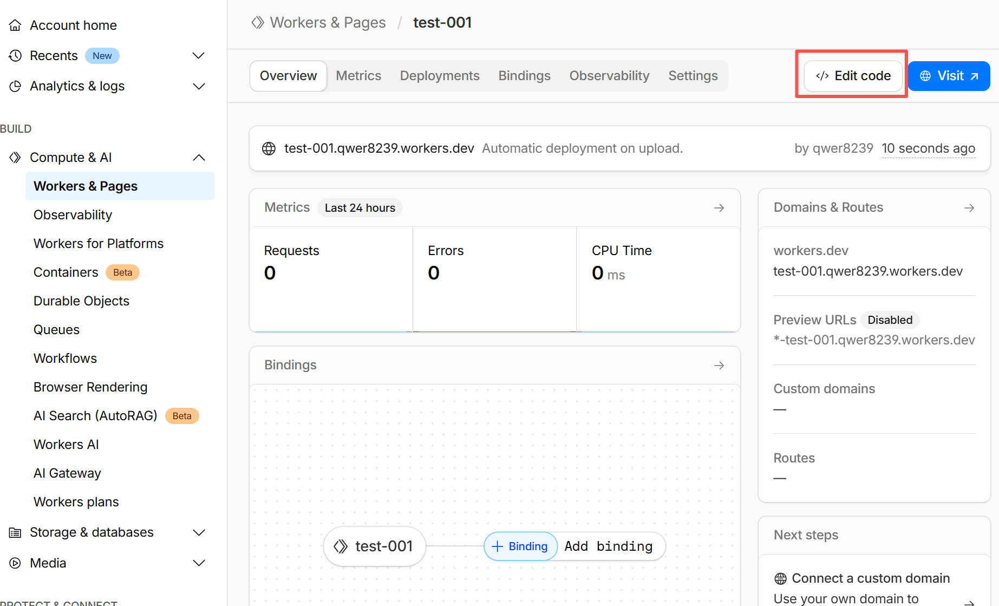 Account home
Recents New
Analytics & logs
BUILD
Compute & AI
Workers & Pages
Observability
Workers for Platforms
Containers Beta
Durable Objects
Queues
Workflows
Browser Rendering
AI Search (AutoRAG) Beta
Workers AI
AI Gateway
Workers plans
Storage & databases
Media
PROTECT & CONNECT
Workers & Pages / test-001
Overview Metrics Deployments Bindings Observability Settings
</> Edit code
Visit
test-001.qwer8239.workers.dev Automatic deployment on upload. by qwer8239 10 seconds ago
Metrics Last 24 hours
Requests
0
Errors
0
CPU Time
0 ms
Bindings
test-001
+ Binding Add binding
Domains & Routes
workers.dev
test-001.qwer8239.workers.dev
Preview URLs Disabled
*-test-001.qwer8239.workers.dev
Custom domains
—
Routes
—
Next steps
Connect a custom domain
Use your own domain to